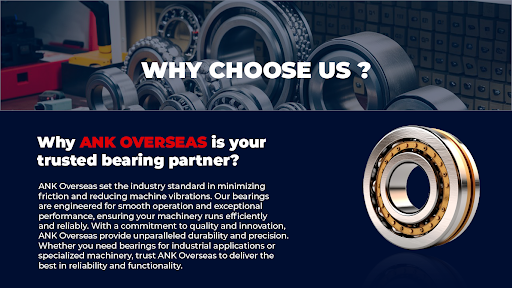 WHY CHOOSE US ?
Why ANK OVERSEAS is your
trusted bearing partner?
ANK Overseas set the industry standard in minimizing
friction and reducing machine vibrations. Our bearings
are engineered for smooth operation and exceptional
performance, ensuring your machinery runs efficiently
and reliably. With a commitment to quality and innovation,
ANK Overseas provide unparalleled durability and precision.
Whether you need bearings for industrial applications or
specialized machinery, trust ANK Overseas to deliver the
best in reliability and functionality.